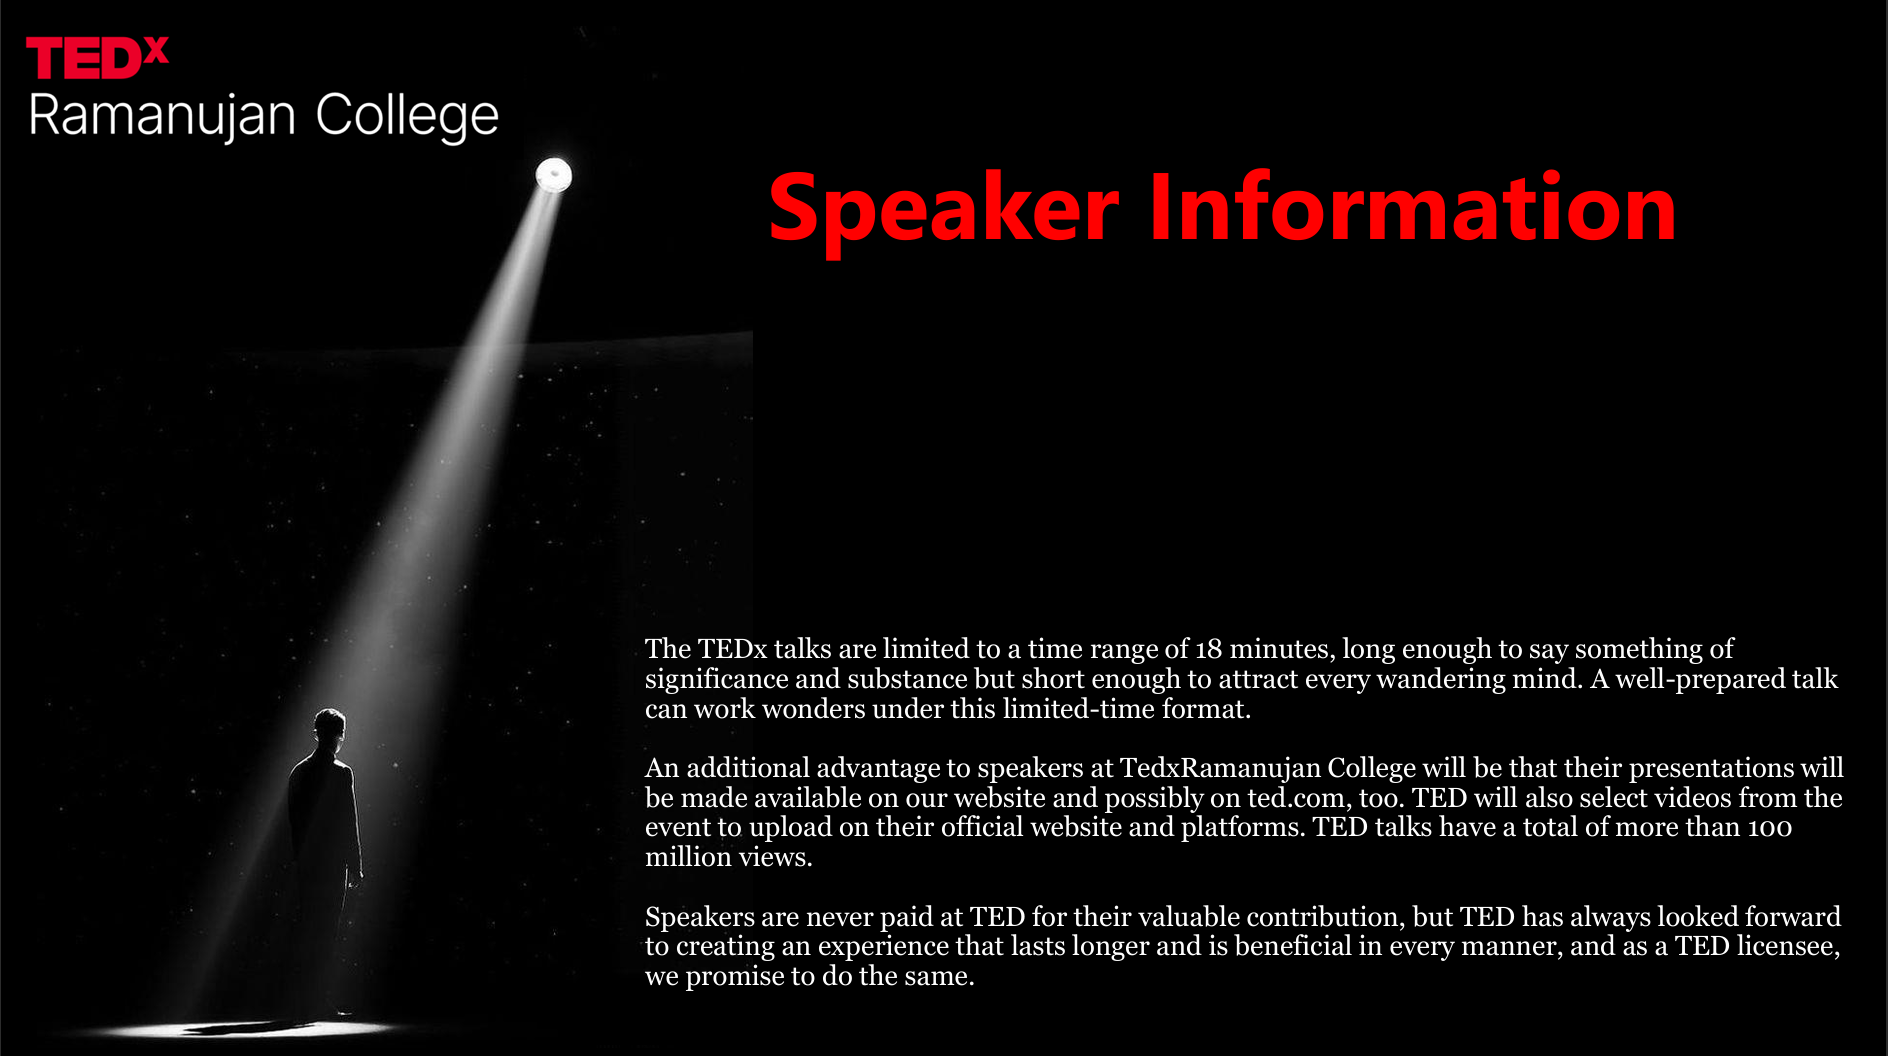 TEDx
Ramanujan College
Speaker Information
The TEDx talks are limited to a time range of 18 minutes, long enough to say something of
significance and substance but short enough to attract every wandering mind. A well-prepared talk
can work wonders under this limited-time format.
An additional advantage to speakers at TedxRamanujan College will be that their presentations will
be made available on our website and possibly on ted.com, too. TED will also select videos from the
event to upload on their official website and platforms. TED talks have a total of more than 100
million views.
Speakers are never paid at TED for their valuable contribution, but TED has always looked forward
to creating an experience that lasts longer and is beneficial in every manner, and as a TED licensee,
we promise to do the same.